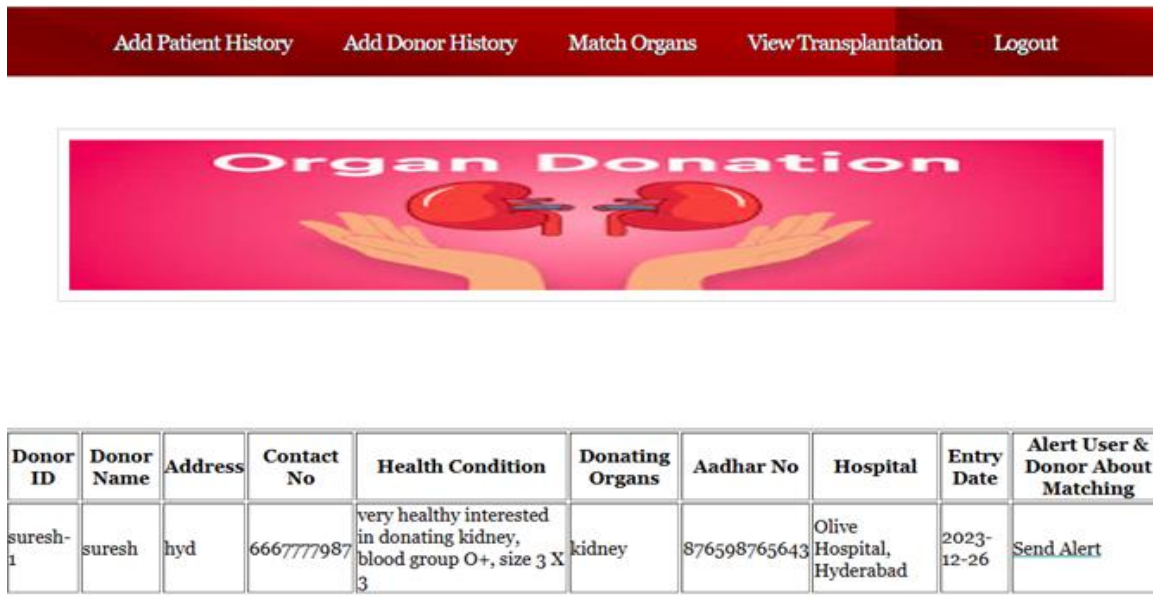 Add Patient History Add Donor History Match Organs View Transplantation Logout
Organ Donation
Donor ID Donor Name Address Contact No Health Condition Donating Organs Aadhar No Hospital Entry Date Alert User & Donor About Matching
suresh-1 suresh hyd 6667777987 very healthy interested in donating kidney, blood group O+, size 3 X 3 kidney 876598765643 Olive Hospital, Hyderabad 2023-12-26 Send Alert